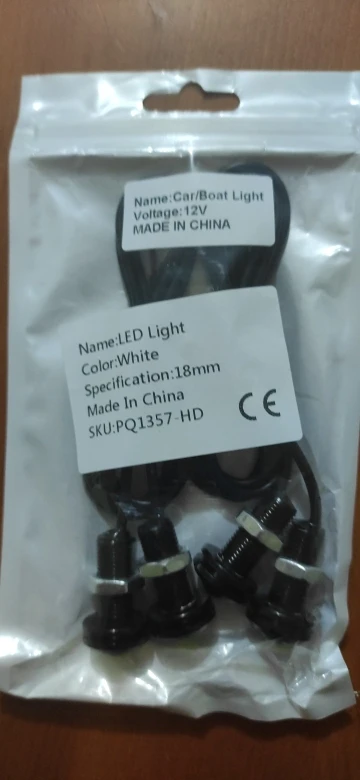 Name:Car/Boat Light
Voltage:12V
MADE IN CHINA
Name:LED Light
Color:White
Specification:18mm
Made In China
SKU:PQ1357-HD
CE